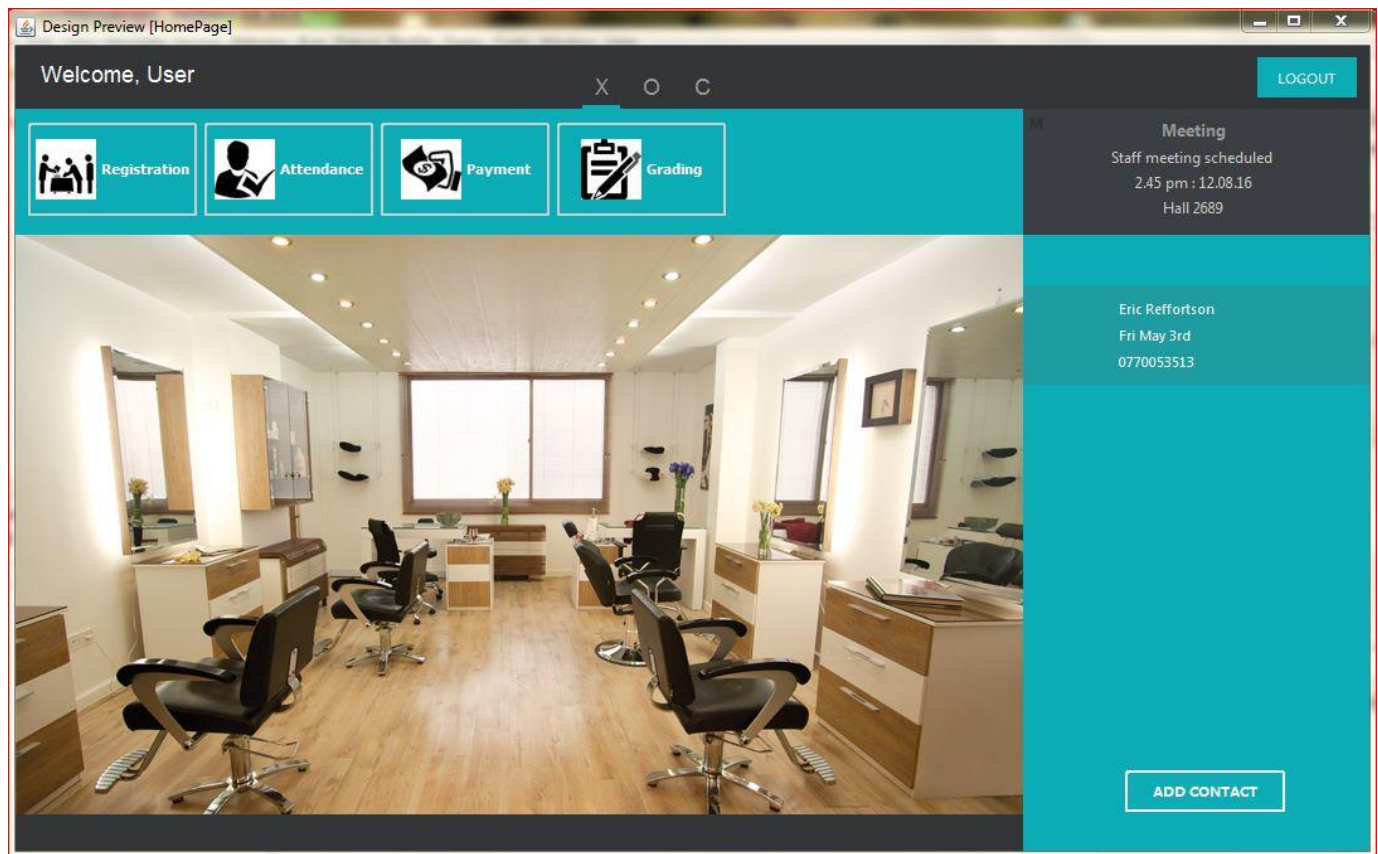 Design Preview [HomePage]
Welcome, User
X O C
LOGOUT
Registration
Attendance
Payment
Grading
M
Meeting
Staff meeting scheduled
2.45 pm : 12.08.16
Hall 2689
Eric Reffortson
Fri May 3rd
0770053513
ADD CONTACT